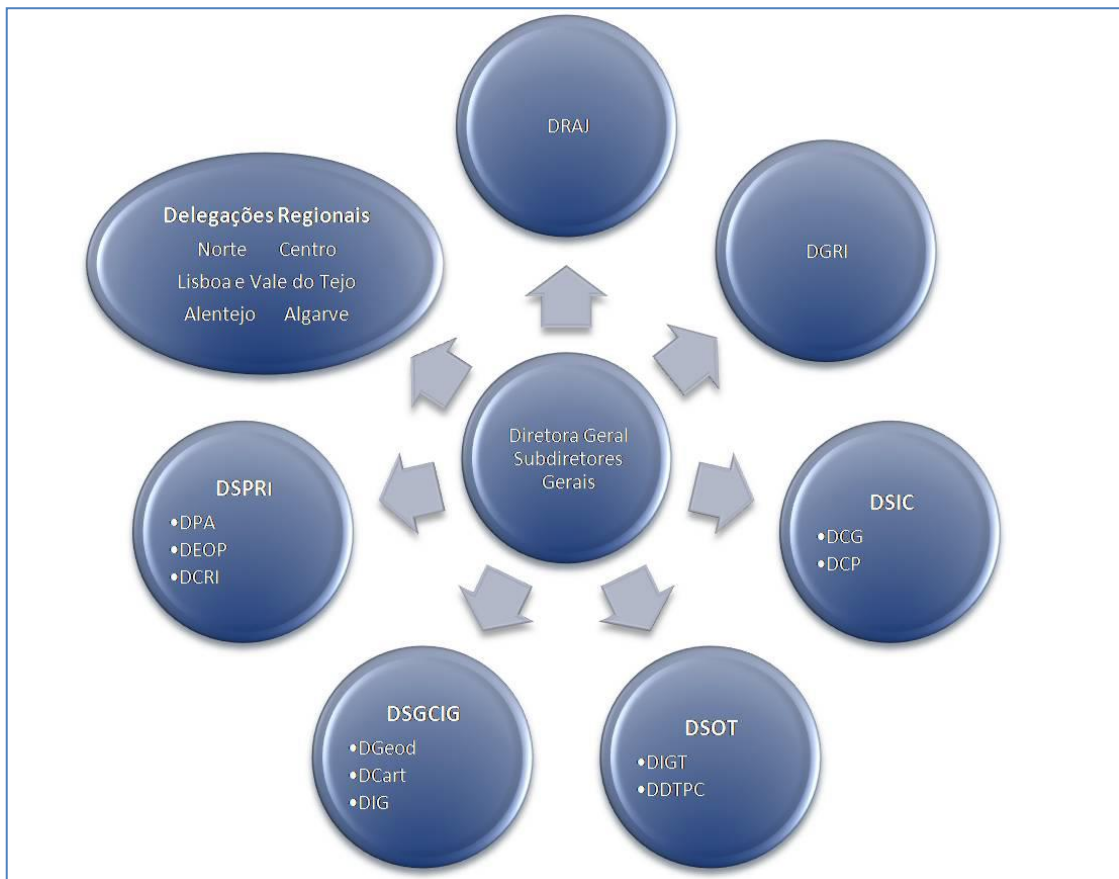 DRAJ
DGRI
Delegações Regionais
Norte Centro
Lisboa e Vale do Tejo
Alentejo Algarve
Diretora Geral
Subdiretores
Gerais
DSPRI
•DPA
•DEOP
•DCRI
DSIC
•DCG
•DCP
DSGCIG
•DGeod
•DCart
•DIG
DSOT
•DIGT
•DDTPC